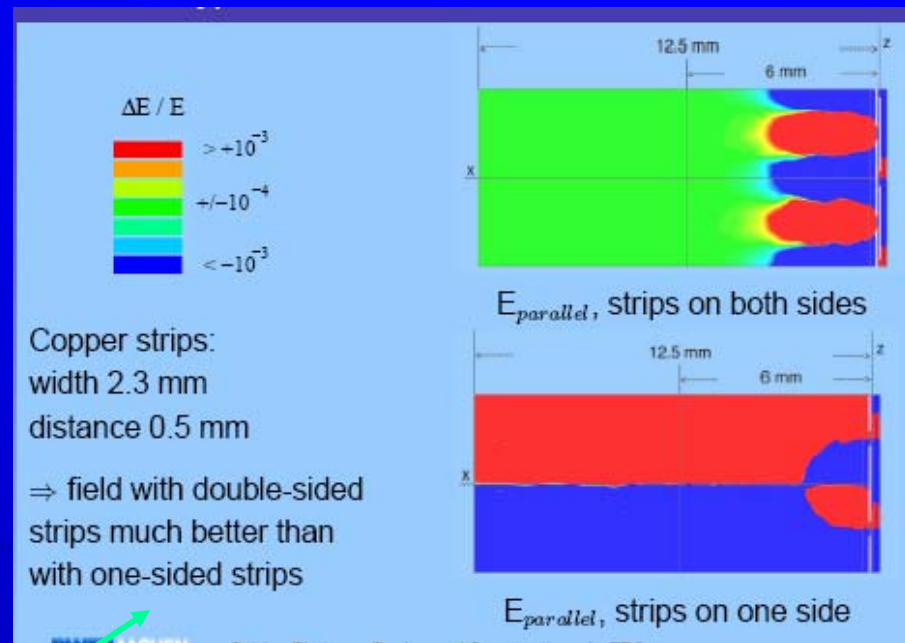 ΔE / E
>+10⁻³
+/−10⁻⁴
<−10⁻³
Copper strips:
width 2.3 mm
distance 0.5 mm
⇒ field with double-sided
strips much better than
with one-sided strips
12.5 mm
z
6 mm
x
E_parallel, strips on both sides
12.5 mm
z
6 mm
x
E_parallel, strips on one side